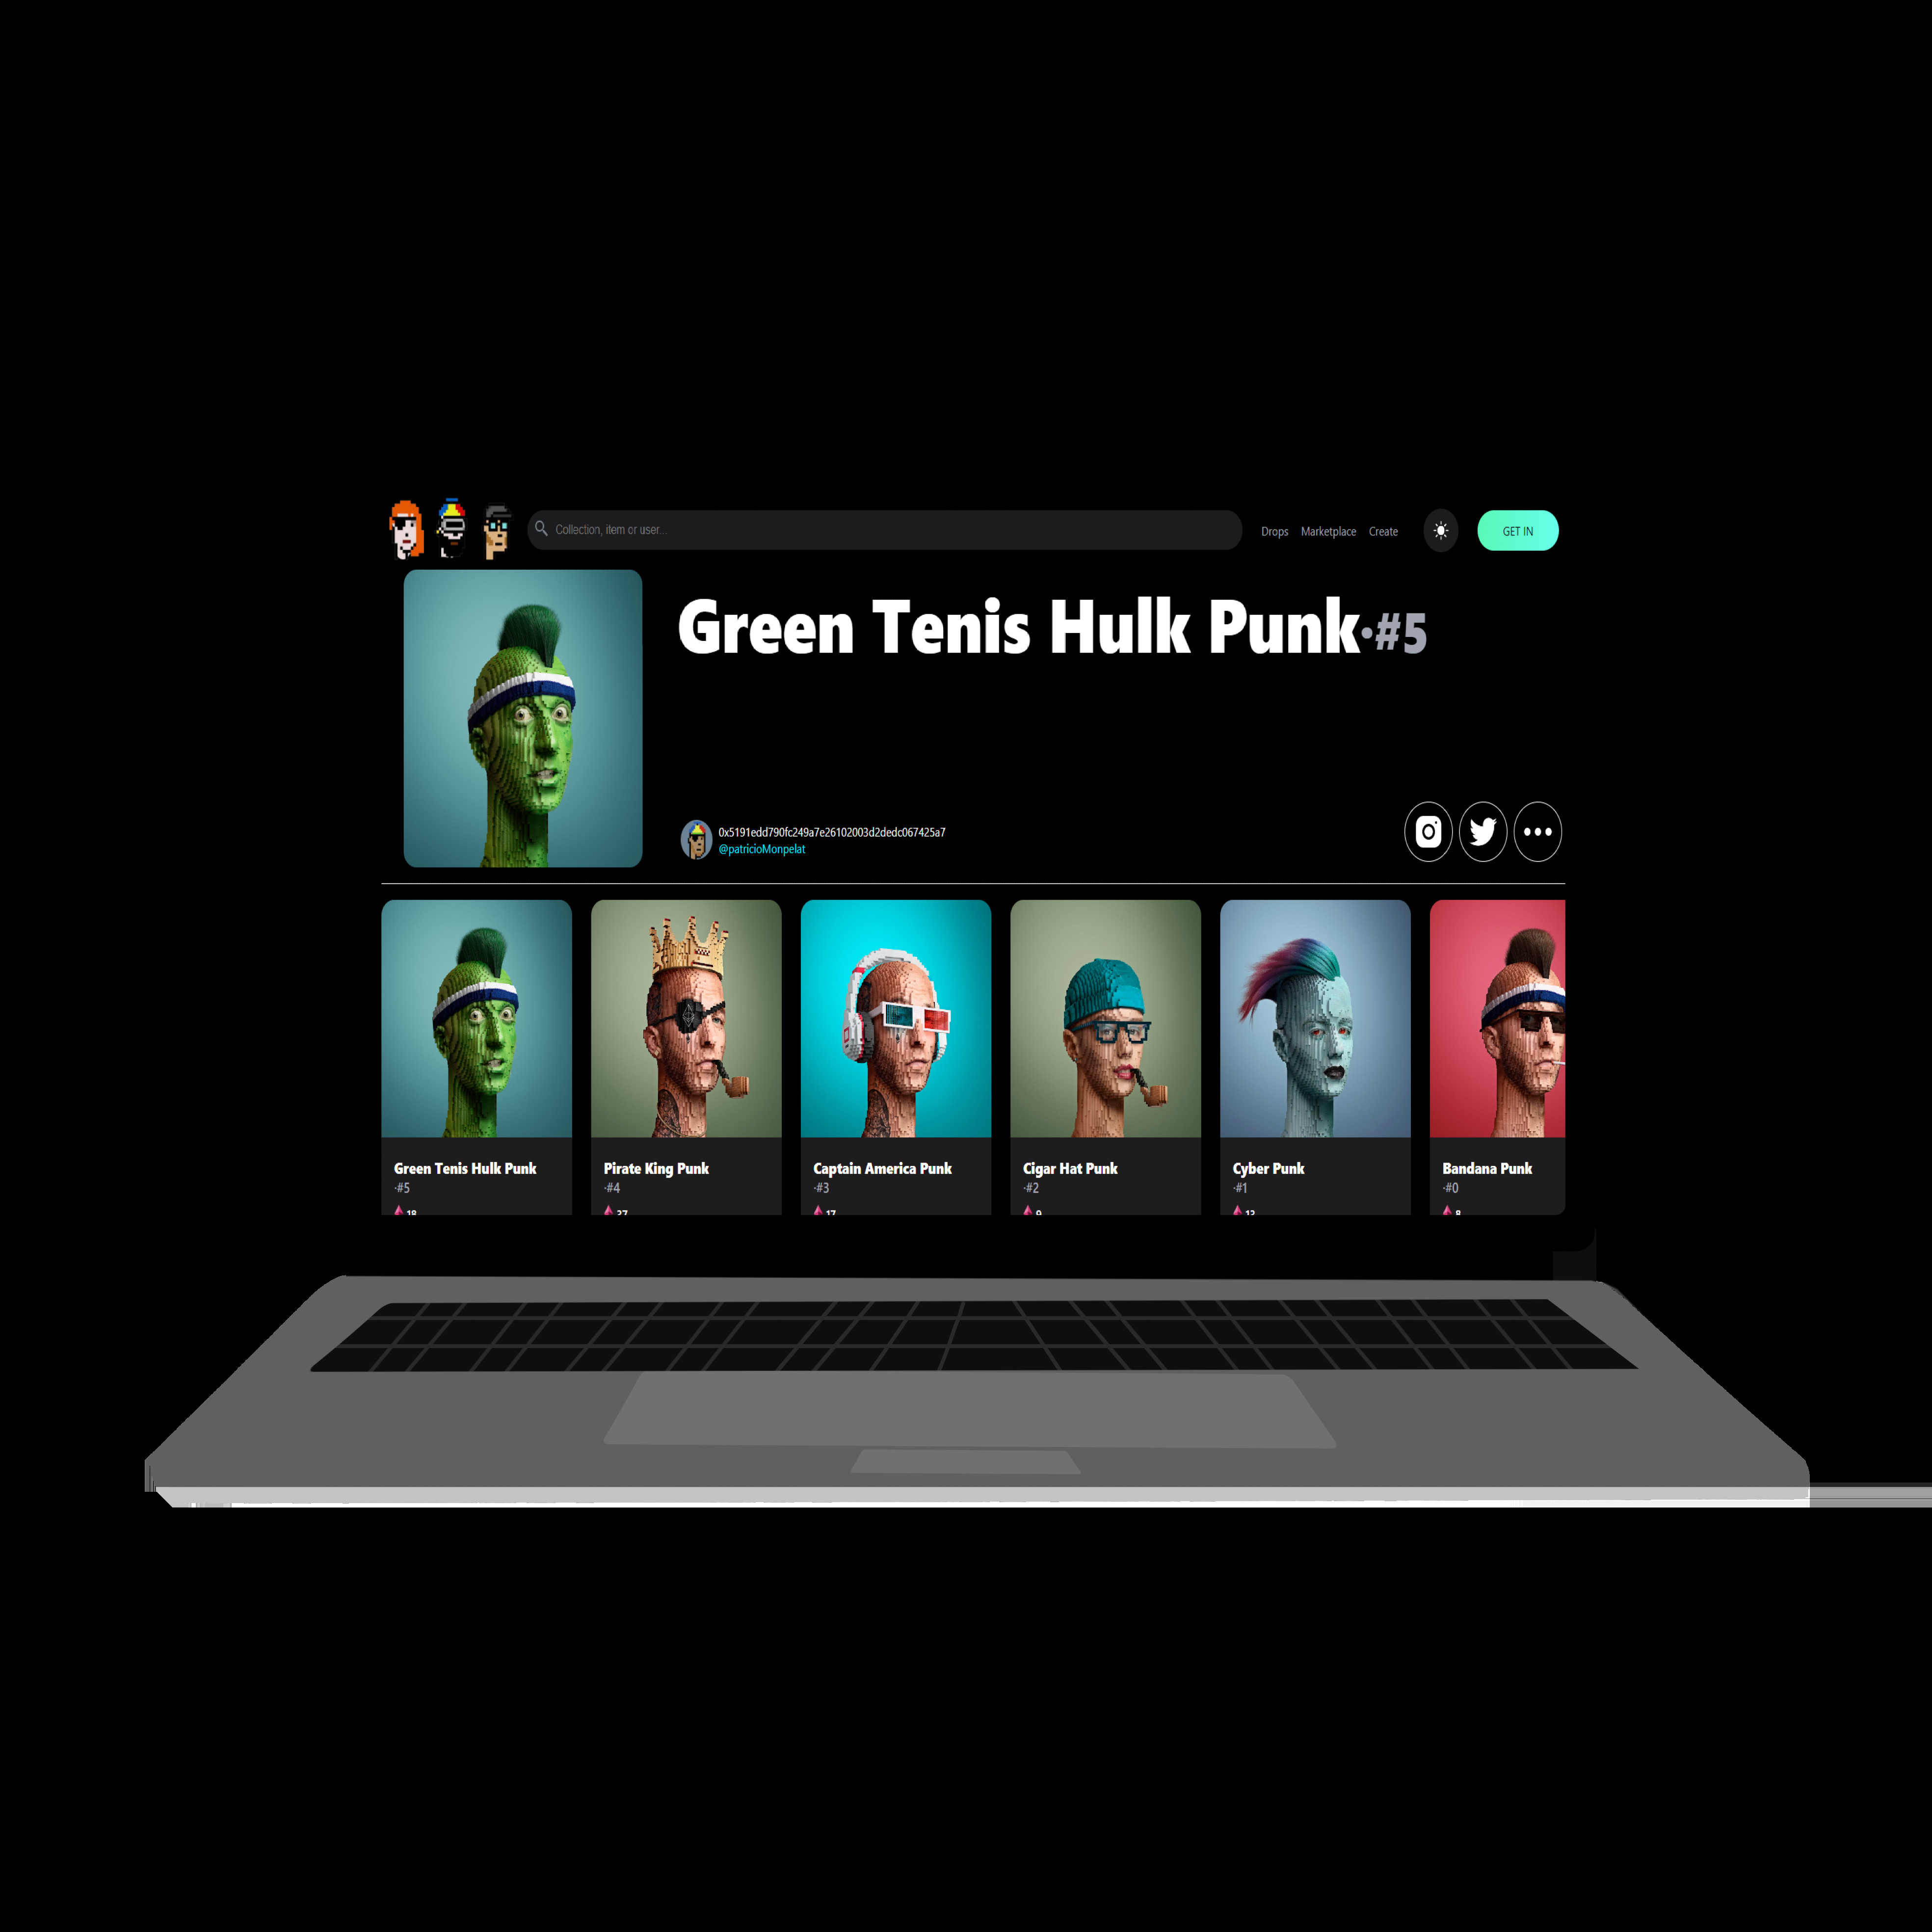 Collection, item or user...
Drops Marketplace Create
GET IN
Green Tenis Hulk Punk·#5
0x5191edd790fc249a7e26102003d2dedc067425a7
@patricioMonpelat
Green Tenis Hulk Punk
·#5
18
Pirate King Punk
·#4
37
Captain America Punk
·#3
17
Cigar Hat Punk
·#2
9
Cyber Punk
·#1
13
Bandana Punk
·#0
8